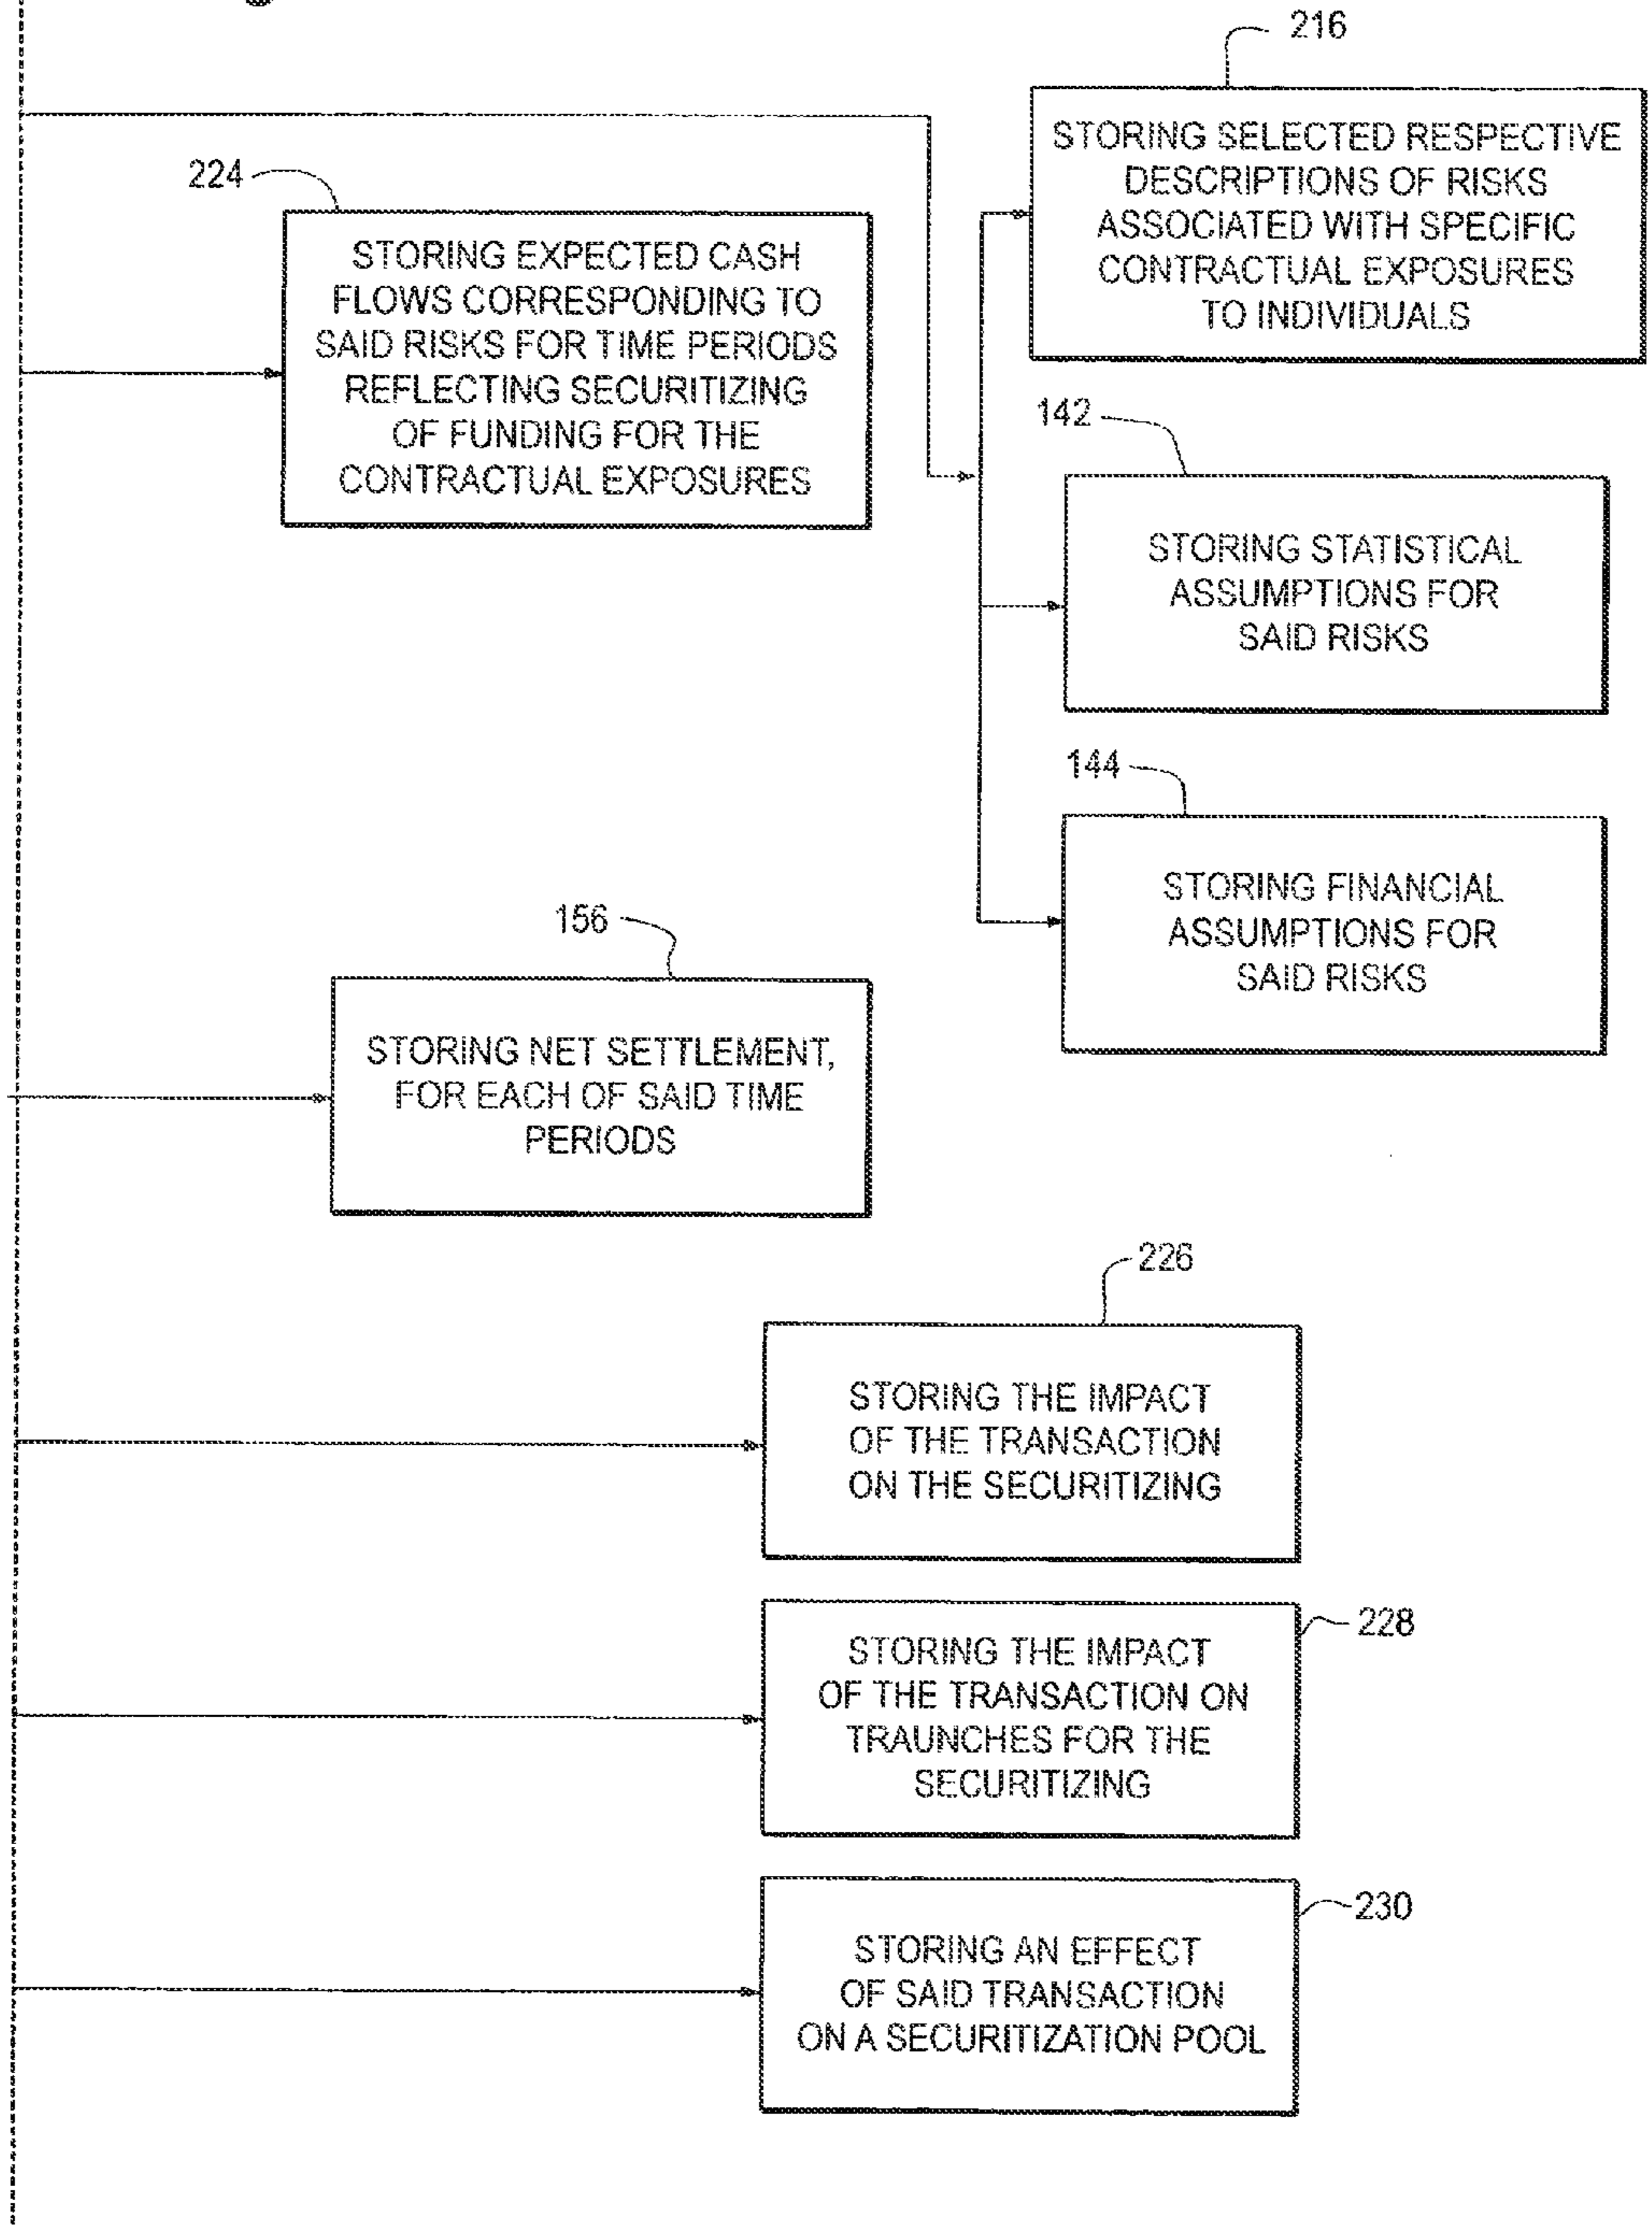 216
STORING SELECTED RESPECTIVE
DESCRIPTIONS OF RISKS
ASSOCIATED WITH SPECIFIC
CONTRACTUAL EXPOSURES
TO INDIVIDUALS
224
STORING EXPECTED CASH
FLOWS CORRESPONDING TO
SAID RISKS FOR TIME PERIODS
REFLECTING SECURITIZING
OF FUNDING FOR THE
CONTRACTUAL EXPOSURES
142
STORING STATISTICAL
ASSUMPTIONS FOR
SAID RISKS
144
STORING FINANCIAL
ASSUMPTIONS FOR
SAID RISKS
156
STORING NET SETTLEMENT,
FOR EACH OF SAID TIME
PERIODS
226
STORING THE IMPACT
OF THE TRANSACTION
ON THE SECURITIZING
228
STORING THE IMPACT
OF THE TRANSACTION ON
TRAUNCHES FOR THE
SECURITIZING
230
STORING AN EFFECT
OF SAID TRANSACTION
ON A SECURITIZATION POOL